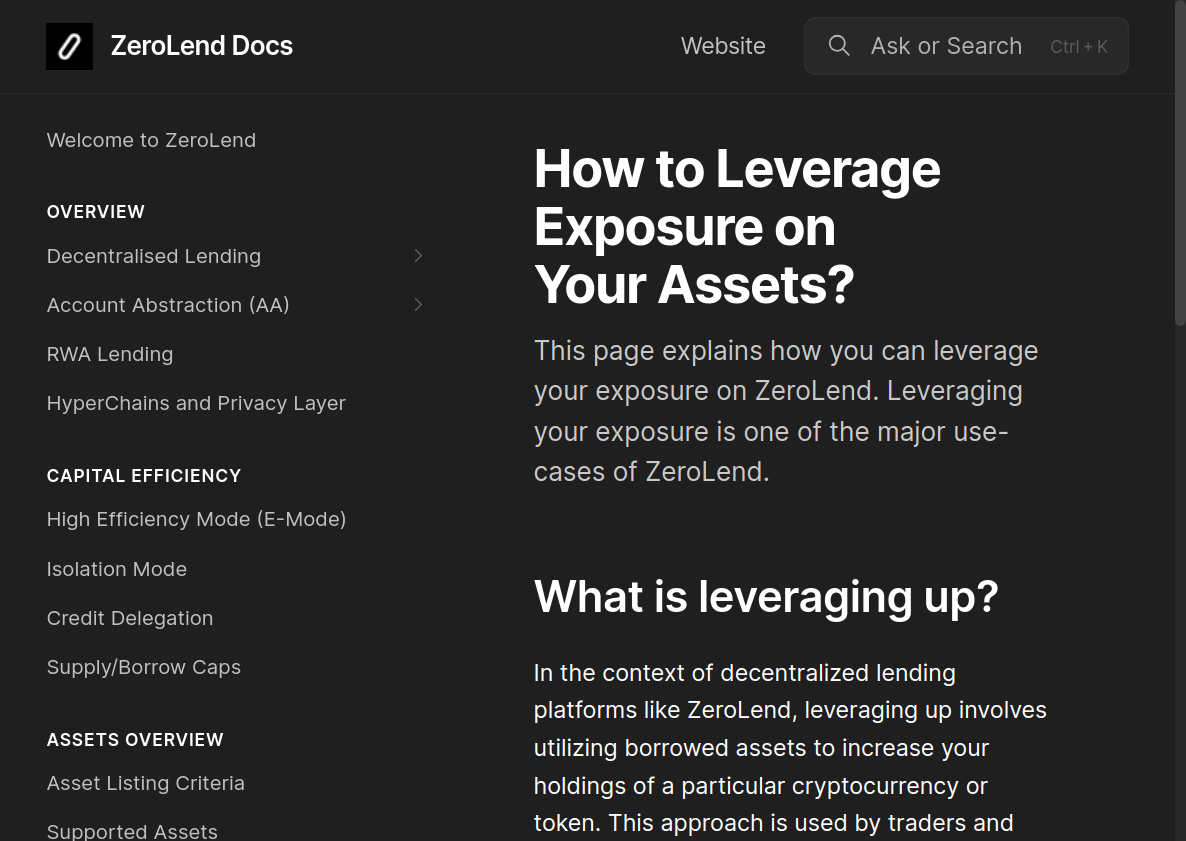 ZeroLend Docs
Website
Ask or Search
Ctrl + K
Welcome to ZeroLend
OVERVIEW
Decentralised Lending
Account Abstraction (AA)
RWA Lending
HyperChains and Privacy Layer
CAPITAL EFFICIENCY
High Efficiency Mode (E-Mode)
Isolation Mode
Credit Delegation
Supply/Borrow Caps
ASSETS OVERVIEW
Asset Listing Criteria
Supported Assets
How to Leverage
Exposure on
Your Assets?
This page explains how you can leverage
your exposure on ZeroLend. Leveraging
your exposure is one of the major use-
cases of ZeroLend.
What is leveraging up?
In the context of decentralized lending
platforms like ZeroLend, leveraging up involves
utilizing borrowed assets to increase your
holdings of a particular cryptocurrency or
token. This approach is used by traders and